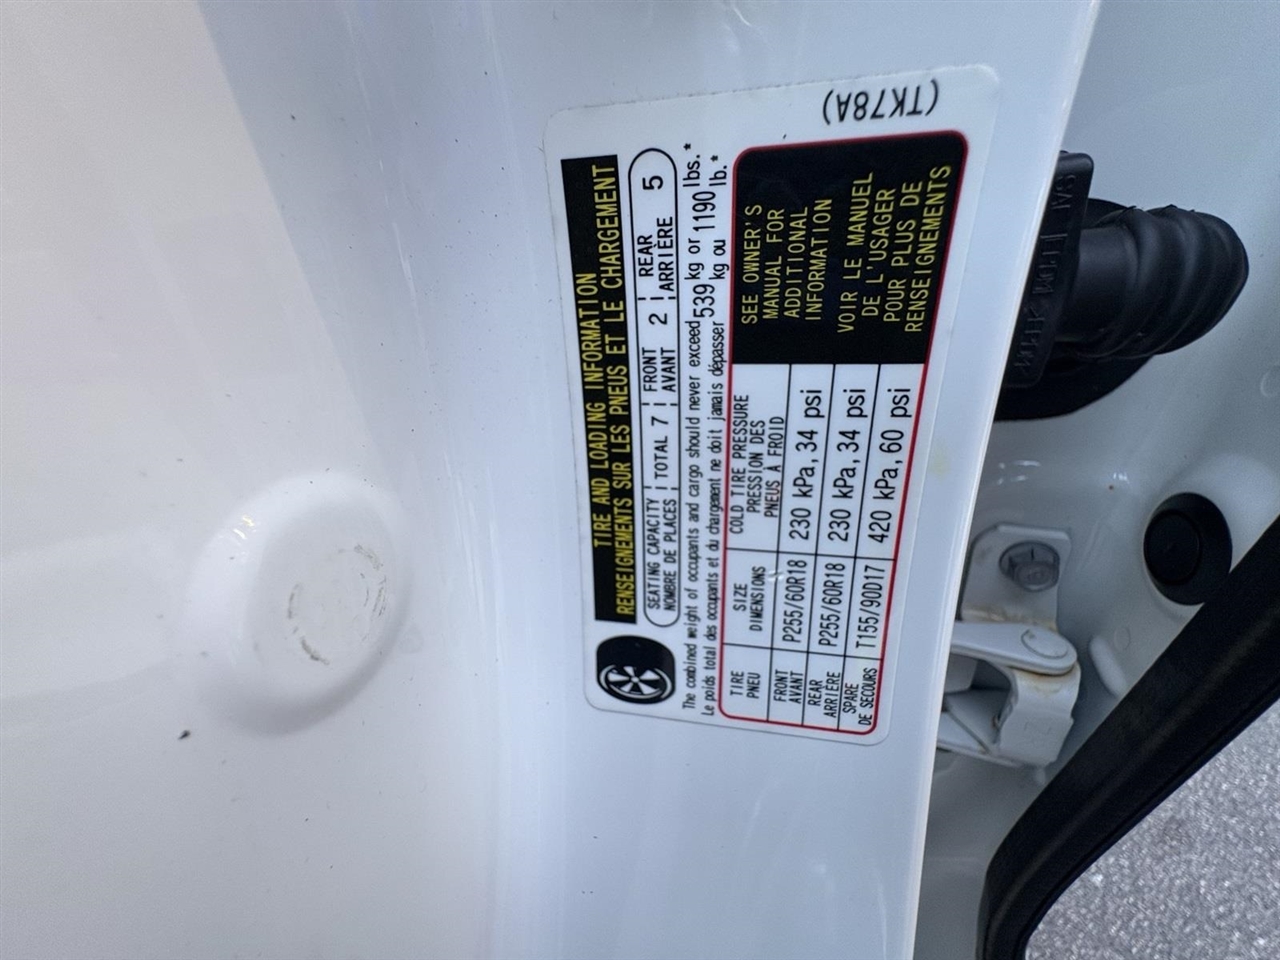 (TK78A)
TIRE AND LOADING INFORMATION
RENSEIGNEMENTS SUR LES PNEUS ET LE CHARGEMENT
SEATING CAPACITY TOTAL 7 FRONT 2 REAR 5
NOMBRE DE PLACES AVANT ARRIÈRE
The combined weight of occupants and cargo should never exceed 539 kg or 1190 lbs.*
Le poids total des occupants et du chargement ne doit jamais dépasser kg ou lb.*
TIRE SIZE COLD TIRE PRESSURE
PNEU DIMENSIONS PRESSION DES
PNEUS À FROID
FRONT
AVANT P255/60R18 230 kPa, 34 psi
REAR
ARRIÈRE P255/60R18 230 kPa, 34 psi
SPARE
DE SECOURS T155/90D17 420 kPa, 60 psi
SEE OWNER'S
MANUAL FOR
ADDITIONAL
INFORMATION
VOIR LE MANUEL
DE L'USAGER
POUR PLUS DE
RENSEIGNEMENTS